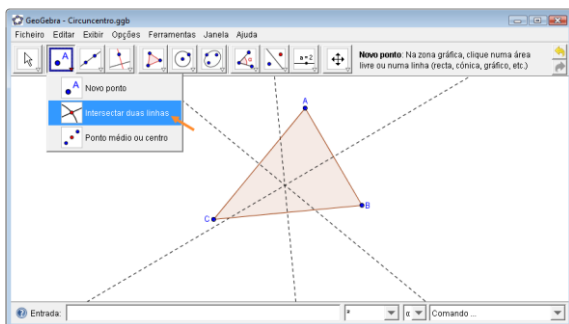 GeoGebra - Circuncentro.ggb
Ficheiro Editar Exibir Opções Ferramentas Janela Ajuda
A
a=2
Novo ponto: Na zona gráfica, clique numa área
livre ou numa linha (recta, cónica, gráfico, etc.)
A Novo ponto
Intersectar duas linhas
Ponto médio ou centro
A
B
C
Entrada:
α
Comando ...